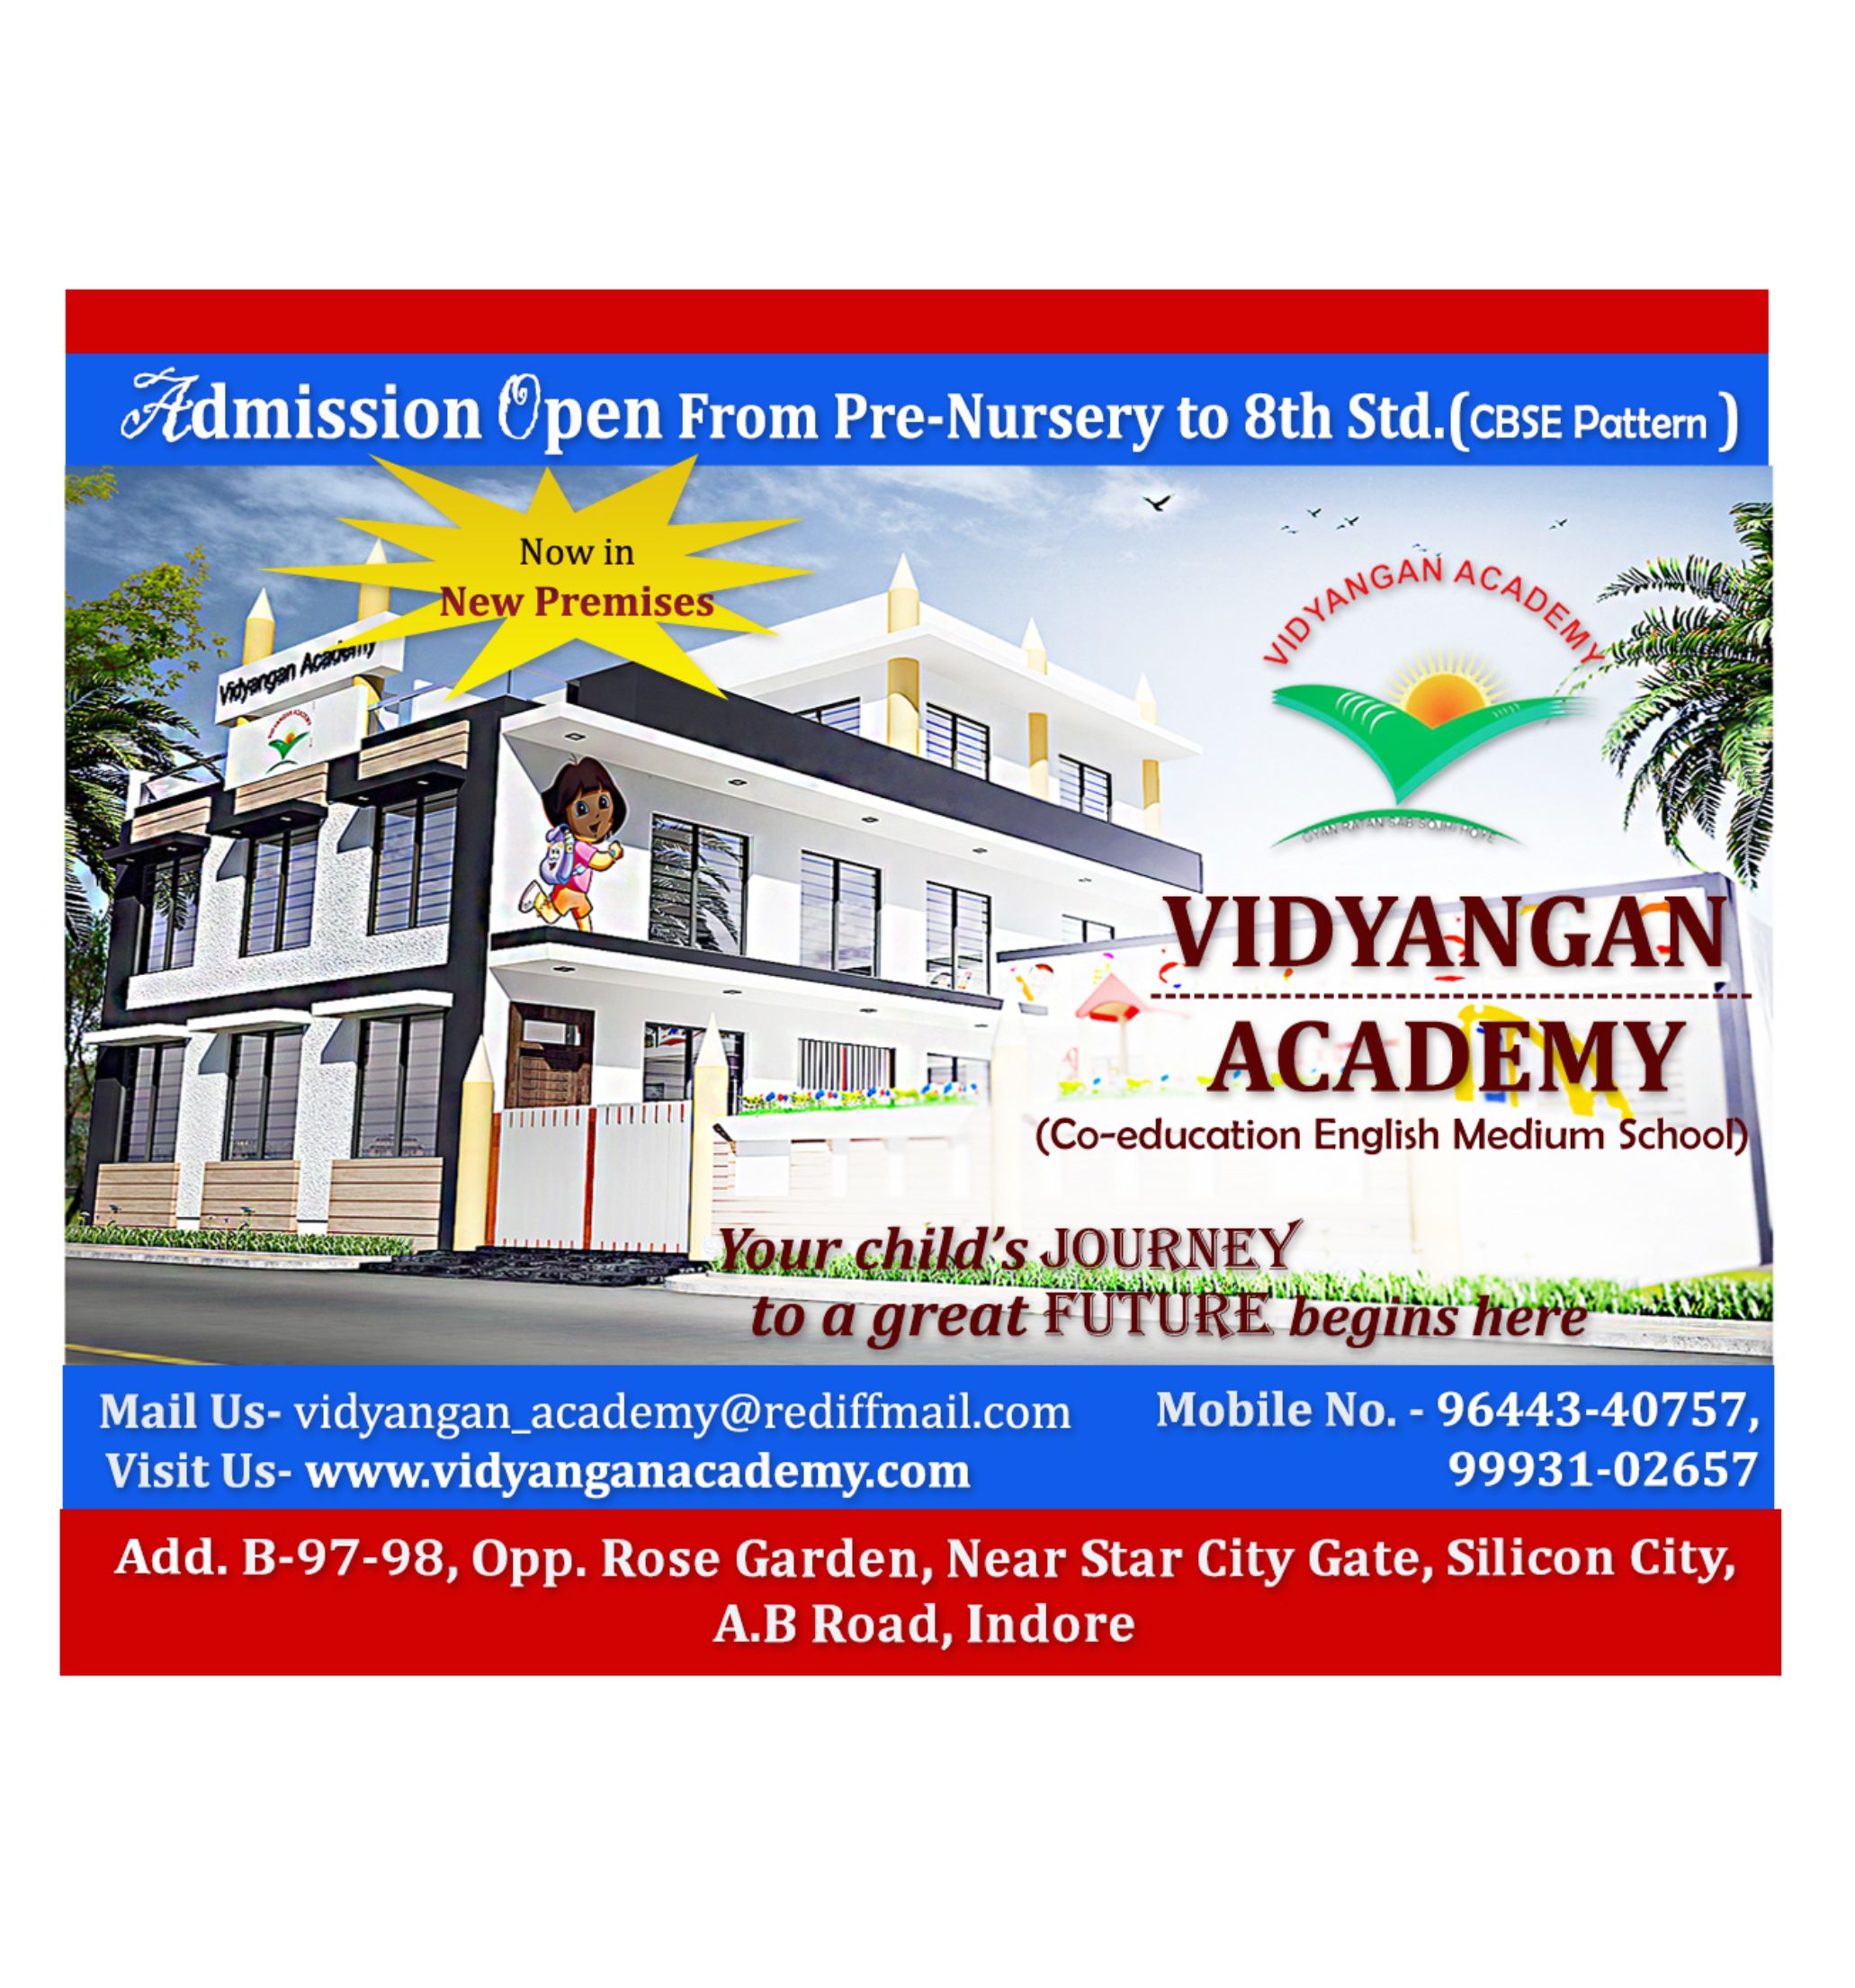 Admission Open From Pre-Nursery to 8th Std.(CBSE Pattern )
Now in
New Premises
Vidyangan Academy
VIDYANGAN ACADEMY
VIDYANGAN ACADEMY
VIDYANGAN
ACADEMY
(Co-education English Medium School)
Your child's JOURNEY
to a great FUTURE begins here
Mail Us- vidyangan_academy@rediffmail.com
Visit Us- www.vidyanganacademy.com
Mobile No. - 96443-40757,
99931-02657
Add. B-97-98, Opp. Rose Garden, Near Star City Gate, Silicon City,
A.B Road, Indore